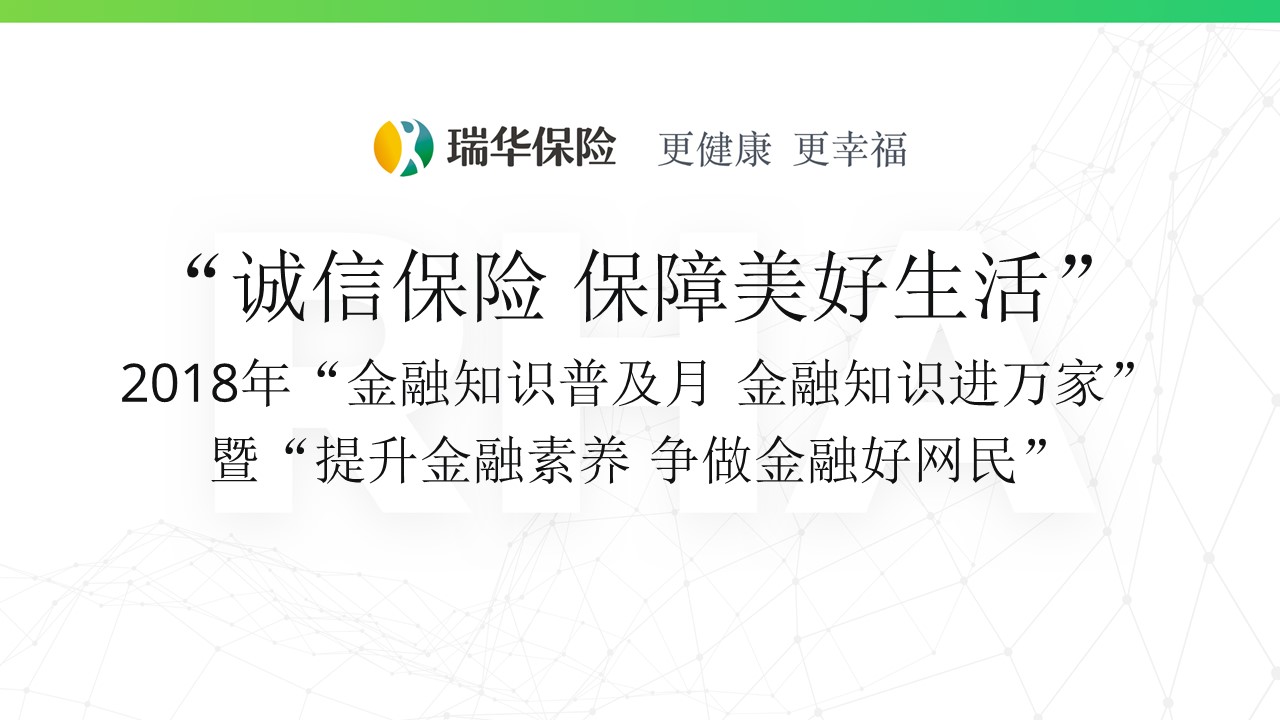 瑞华保险 更健康 更幸福
“诚信保险 保障美好生活”
2018年“金融知识普及月 金融知识进万家”
暨“提升金融素养 争做金融好网民”
RHA